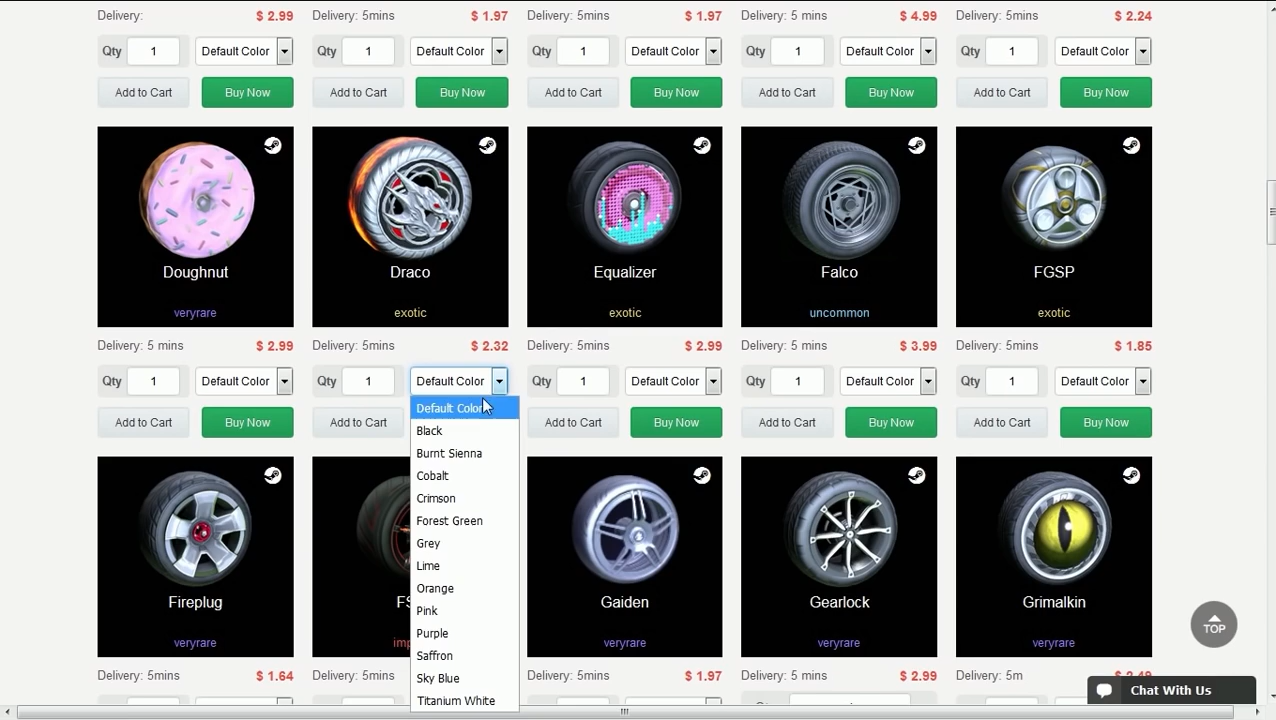 Delivery: $ 2.99 Delivery: 5mins $ 1.97 Delivery: 5mins $ 1.97 Delivery: 5 mins $ 4.99 Delivery: 5mins $ 2.24
Qty 1 Default Color Qty 1 Default Color Qty 1 Default Color Qty 1 Default Color Qty 1 Default Color
Add to Cart Buy Now Add to Cart Buy Now Add to Cart Buy Now Add to Cart Buy Now Add to Cart Buy Now
Doughnut Draco Equalizer Falco FGSP
veryrare exotic exotic uncommon exotic
Delivery: 5 mins $ 2.99 Delivery: 5mins $ 2.32 Delivery: 5mins $ 2.99 Delivery: 5 mins $ 3.99 Delivery: 5mins $ 1.85
Qty 1 Default Color Qty 1 Default Color Qty 1 Default Color Qty 1 Default Color Qty 1 Default Color
Add to Cart Buy Now Add to Cart Add to Cart Buy Now Add to Cart Buy Now Add to Cart Buy Now
Default Color
Black
Burnt Sienna
Cobalt
Crimson
Forest Green
Grey
Lime
Orange
Pink
Purple
Saffron
Sky Blue
Titanium White
Fireplug Gaiden Gearlock Grimalkin
veryrare veryrare veryrare veryrare
Delivery: 5mins $ 1.64 Delivery: 5mins $ 1.97 Delivery: 5mins $ 2.99 Delivery: 5m
TOP
Chat With Us